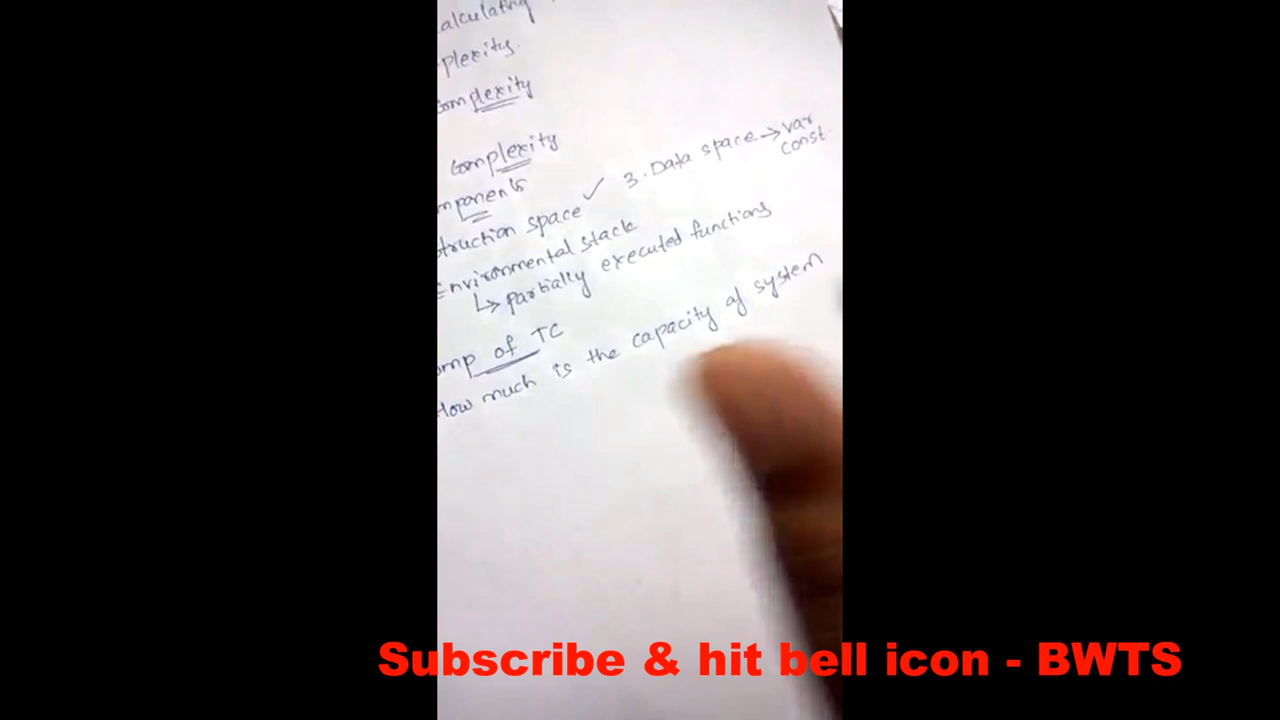 alculating
plexity.
omplexity
complexity
mponents
struction space ✓ 3. Data space → var
const
Environmental stack
↳ partially executed functions
omp of TC
How much is the capacity of system
Subscribe & hit bell icon - BWTS